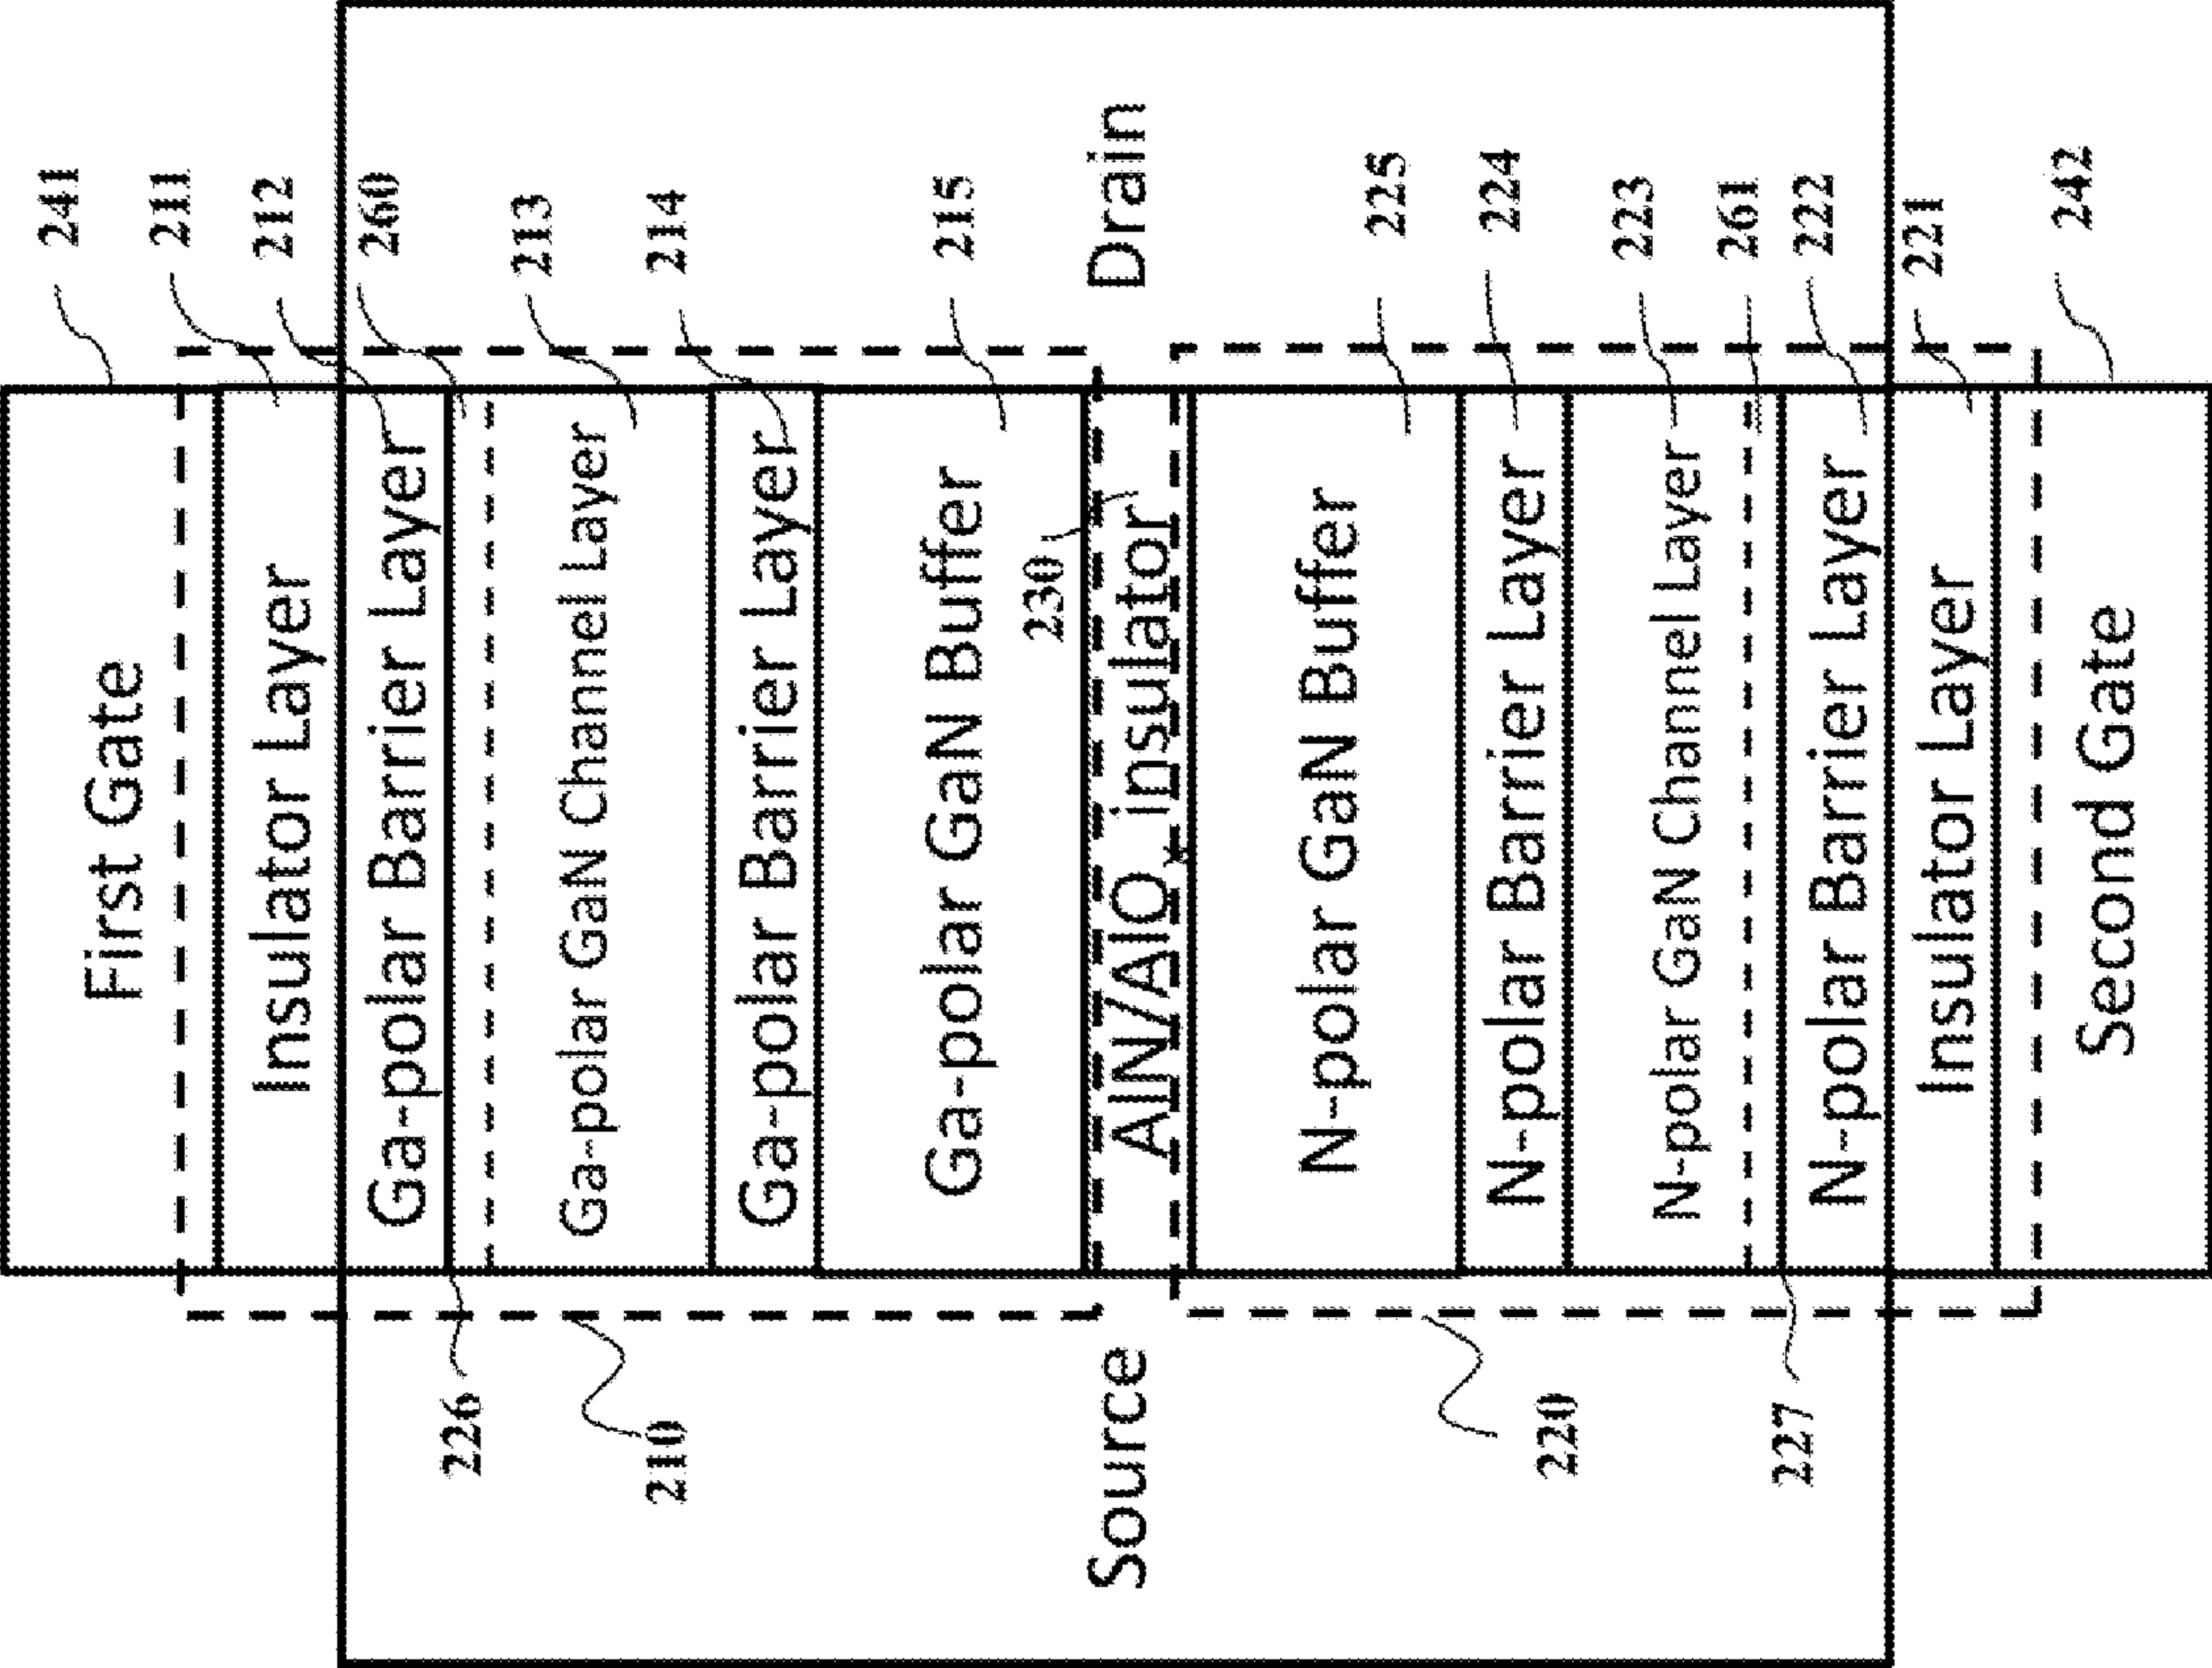 241
211
212
260
213
214
215
Drain
225
224
223
261
222
221
242
First Gate
Insulator Layer
Ga-polar Barrier Layer
Ga-polar GaN Channel Layer
Ga-polar Barrier Layer
Ga-polar GaN Buffer
230
AlN/AlOₓ insulator
N-polar GaN Buffer
N-polar Barrier Layer
N-polar GaN Channel Layer
N-polar Barrier Layer
Insulator Layer
Second Gate
226
210
Source
220
227